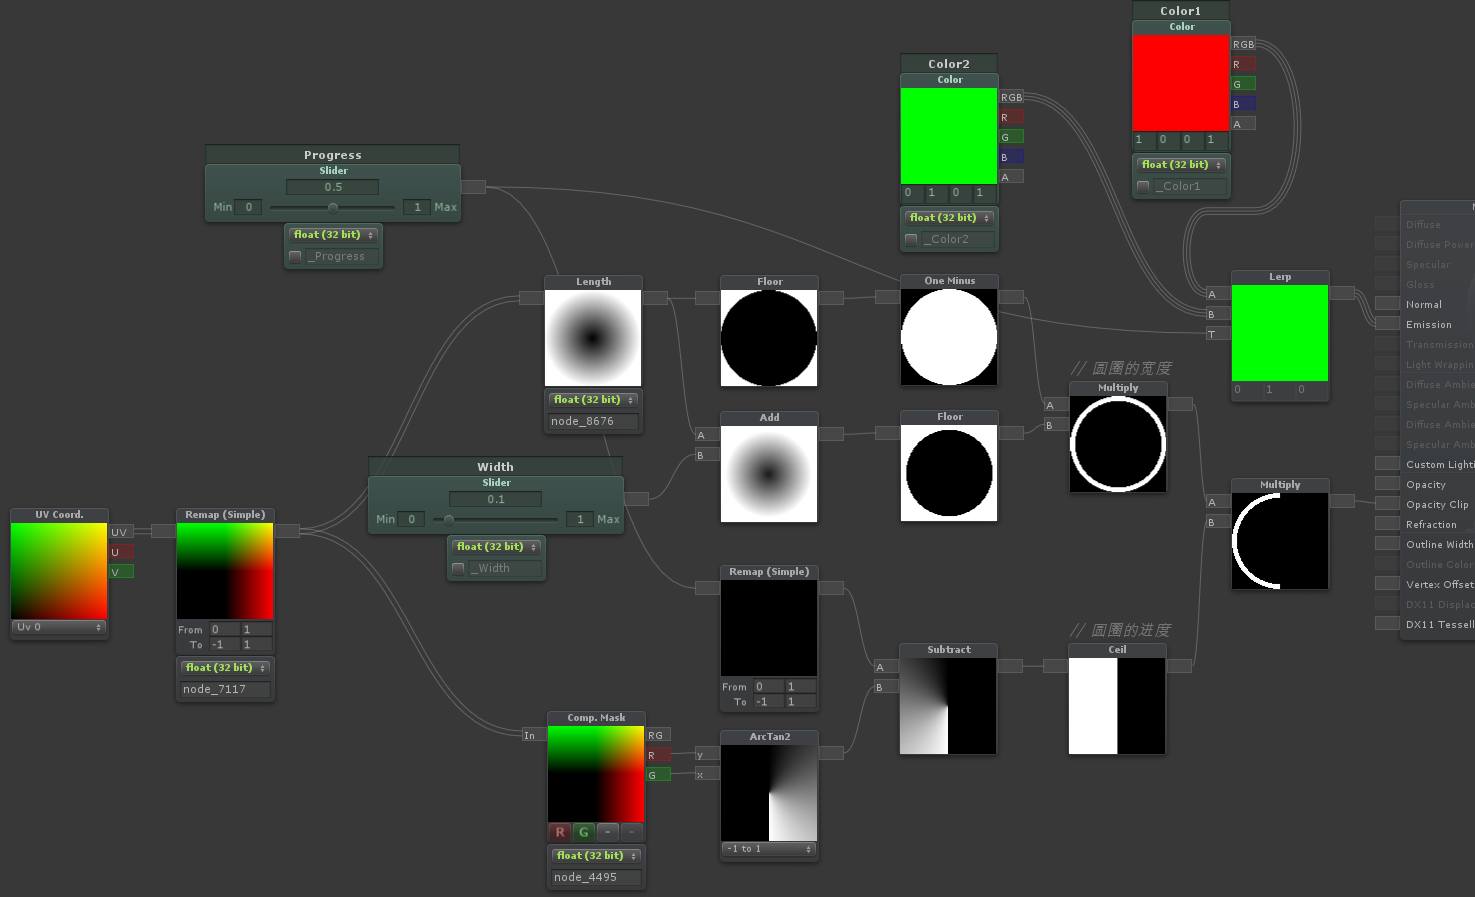 Color1
Color
RGB
R
G
B
A
1 0 0 1
float (32 bit)
_Color1
Color2
Color
RGB
R
G
B
A
0 1 0 1
float (32 bit)
_Color2
Progress
Slider
0.5
Min 0 1 Max
float (32 bit)
_Progress
Length
float (32 bit)
node_8676
Floor
One Minus
Lerp
A
B
T
0 1 0
// 圆圈的宽度
Multiply
A
B
Add
A
B
Floor
Width
Slider
0.1
Min 0 1 Max
float (32 bit)
_Width
UV Coord.
UV
U
V
Uv 0
Remap (Simple)
From 0 1
To -1 1
float (32 bit)
node_7117
Multiply
A
B
Remap (Simple)
From 0 1
To -1 1
// 圆圈的进度
Subtract
A
B
Ceil
Comp. Mask
In
RG
R
G
R G - -
float (32 bit)
node_4495
ArcTan2
y
x
-1 to 1
Diffuse
Diffuse Power
Specular
Gloss
Normal
Emission
Transmission
Light Wrappin
Diffuse Ambie
Specular Amb
Diffuse Ambie
Specular Amb
Custom Lighti
Opacity
Opacity Clip
Refraction
Outline Width
Outline Color
Vertex Offset
DX11 Displac
DX11 Tessell